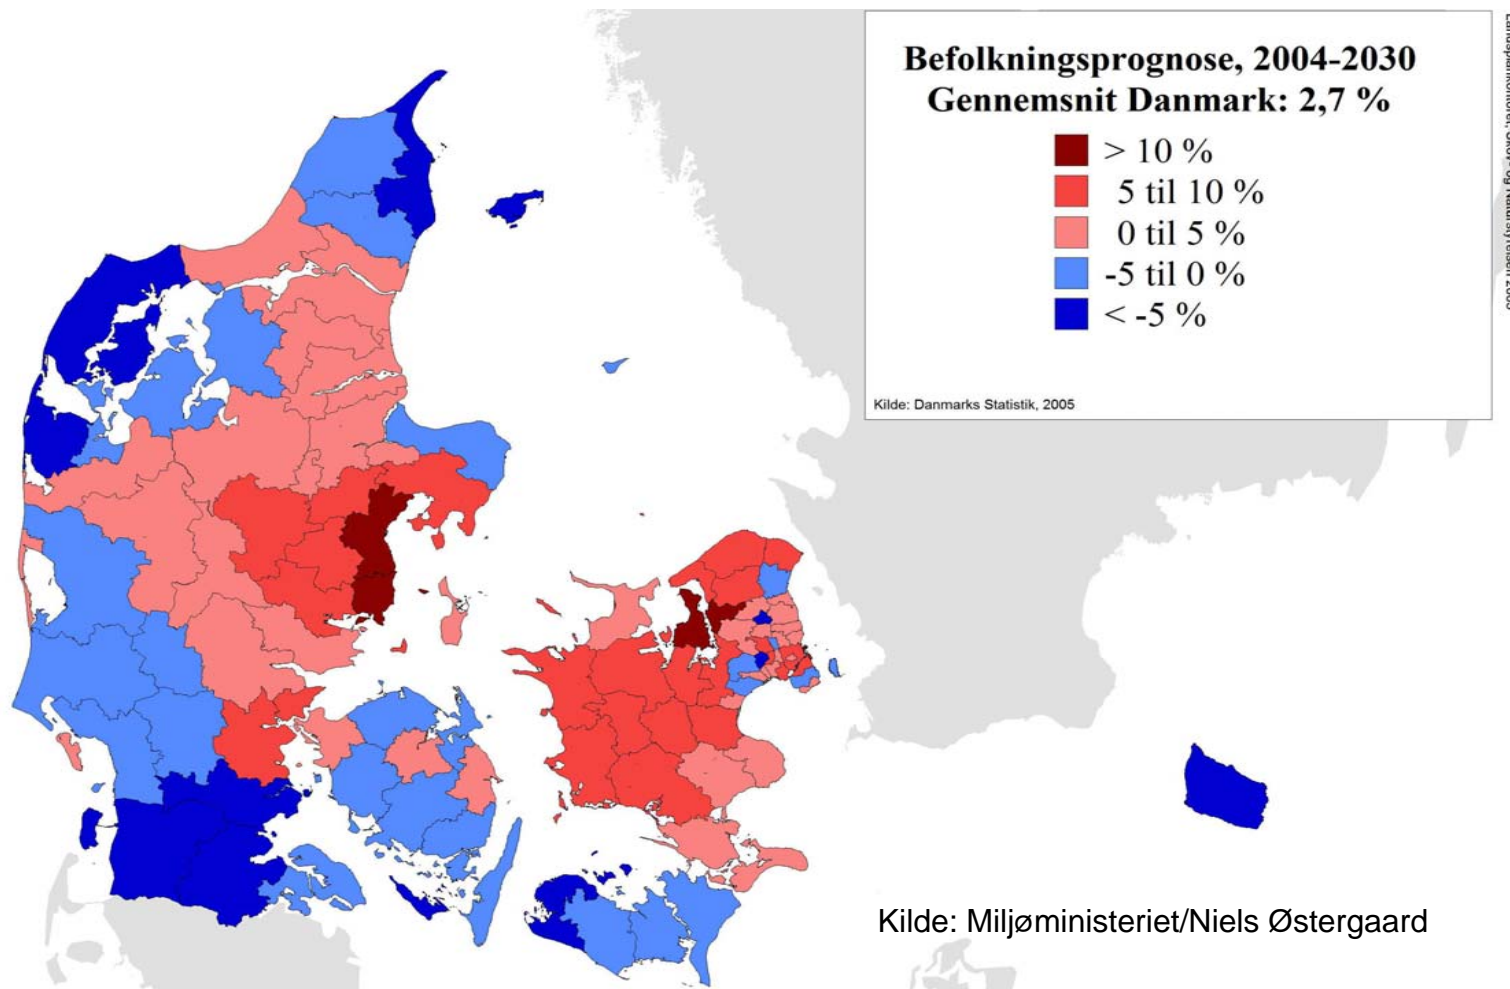 Befolkningsprognose, 2004-2030
Gennemsnit Danmark: 2,7 %
> 10 %
5 til 10 %
0 til 5 %
-5 til 0 %
< -5 %
Kilde: Danmarks Statistik, 2005
Kilde: Miljøministeriet/Niels Østergaard